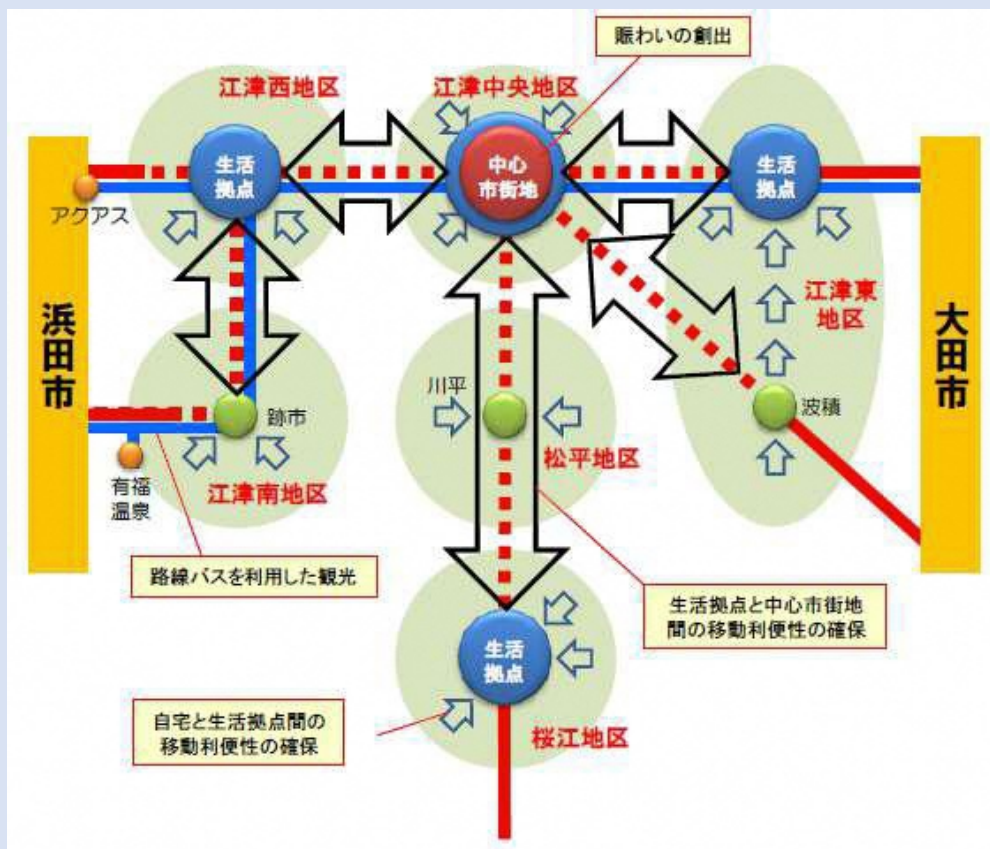 賑わいの創出
江津西地区
江津中央地区
生活
拠点
中心
市街地
生活
拠点
アクアス
浜田市
大田市
江津東
地区
川平
跡市
波積
松平地区
有福
温泉
江津南地区
路線バスを利用した観光
生活拠点と中心市街地
間の移動利便性の確保
生活
拠点
自宅と生活拠点間の
移動利便性の確保
桜江地区